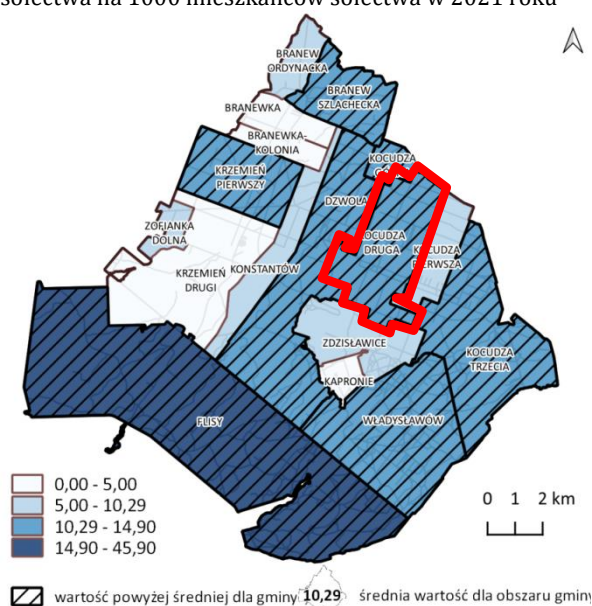 sołectwa na 1000 mieszkańców sołectwa w 2021 roku
BRANEW
ORDYNACKA
BRANEW
SZLACHECKA
BRANEWKA
BRANEWKA-
KOLONIA
KOCUDZA
KRZEMIEŃ
PIERWSZY
DZWOLA
ZOFIANKA
DOLNA
OCUDZA
DRUGA
KOCUDZA
PIERWSZA
KRZEMIEŃ
DRUGI
KONSTANTÓW
ZDZISŁAWICE
KOCUDZA
TRZECIA
KAPRONIE
FLISY
WŁADYSŁAWÓW
0,00 - 5,00
5,00 - 10,29
10,29 - 14,90
14,90 - 45,90
0 1 2 km
wartość powyżej średniej dla gminy 10,29 średnia wartość dla obszaru gminy